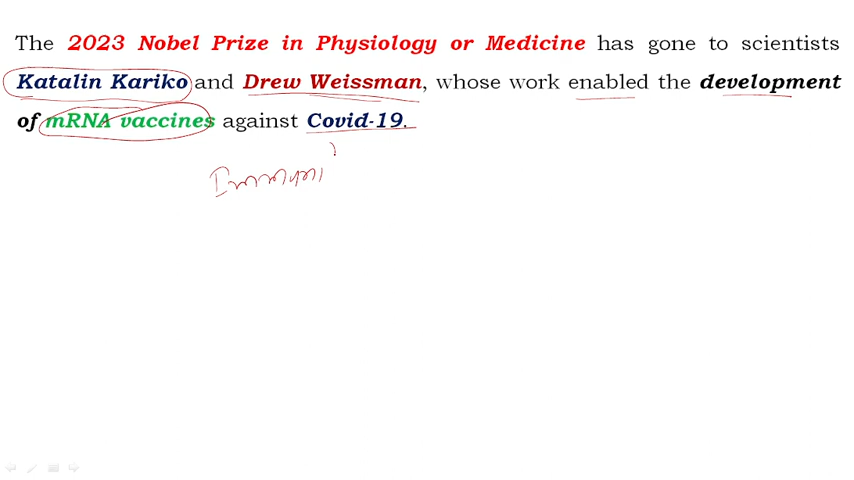 The 2023 Nobel Prize in Physiology or Medicine has gone to scientists
Katalin Kariko and Drew Weissman, whose work enabled the development
of mRNA vaccines against Covid-19.